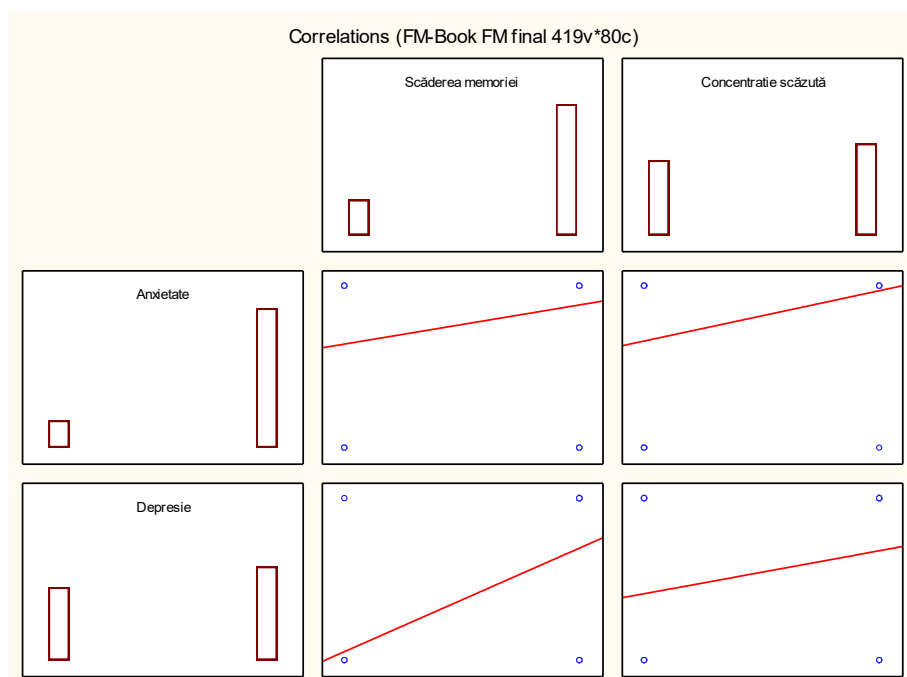 Correlations (FM-Book FM final 419v*80c)
Scăderea memoriei
Concentratie scăzută
Anxietate
Depresie